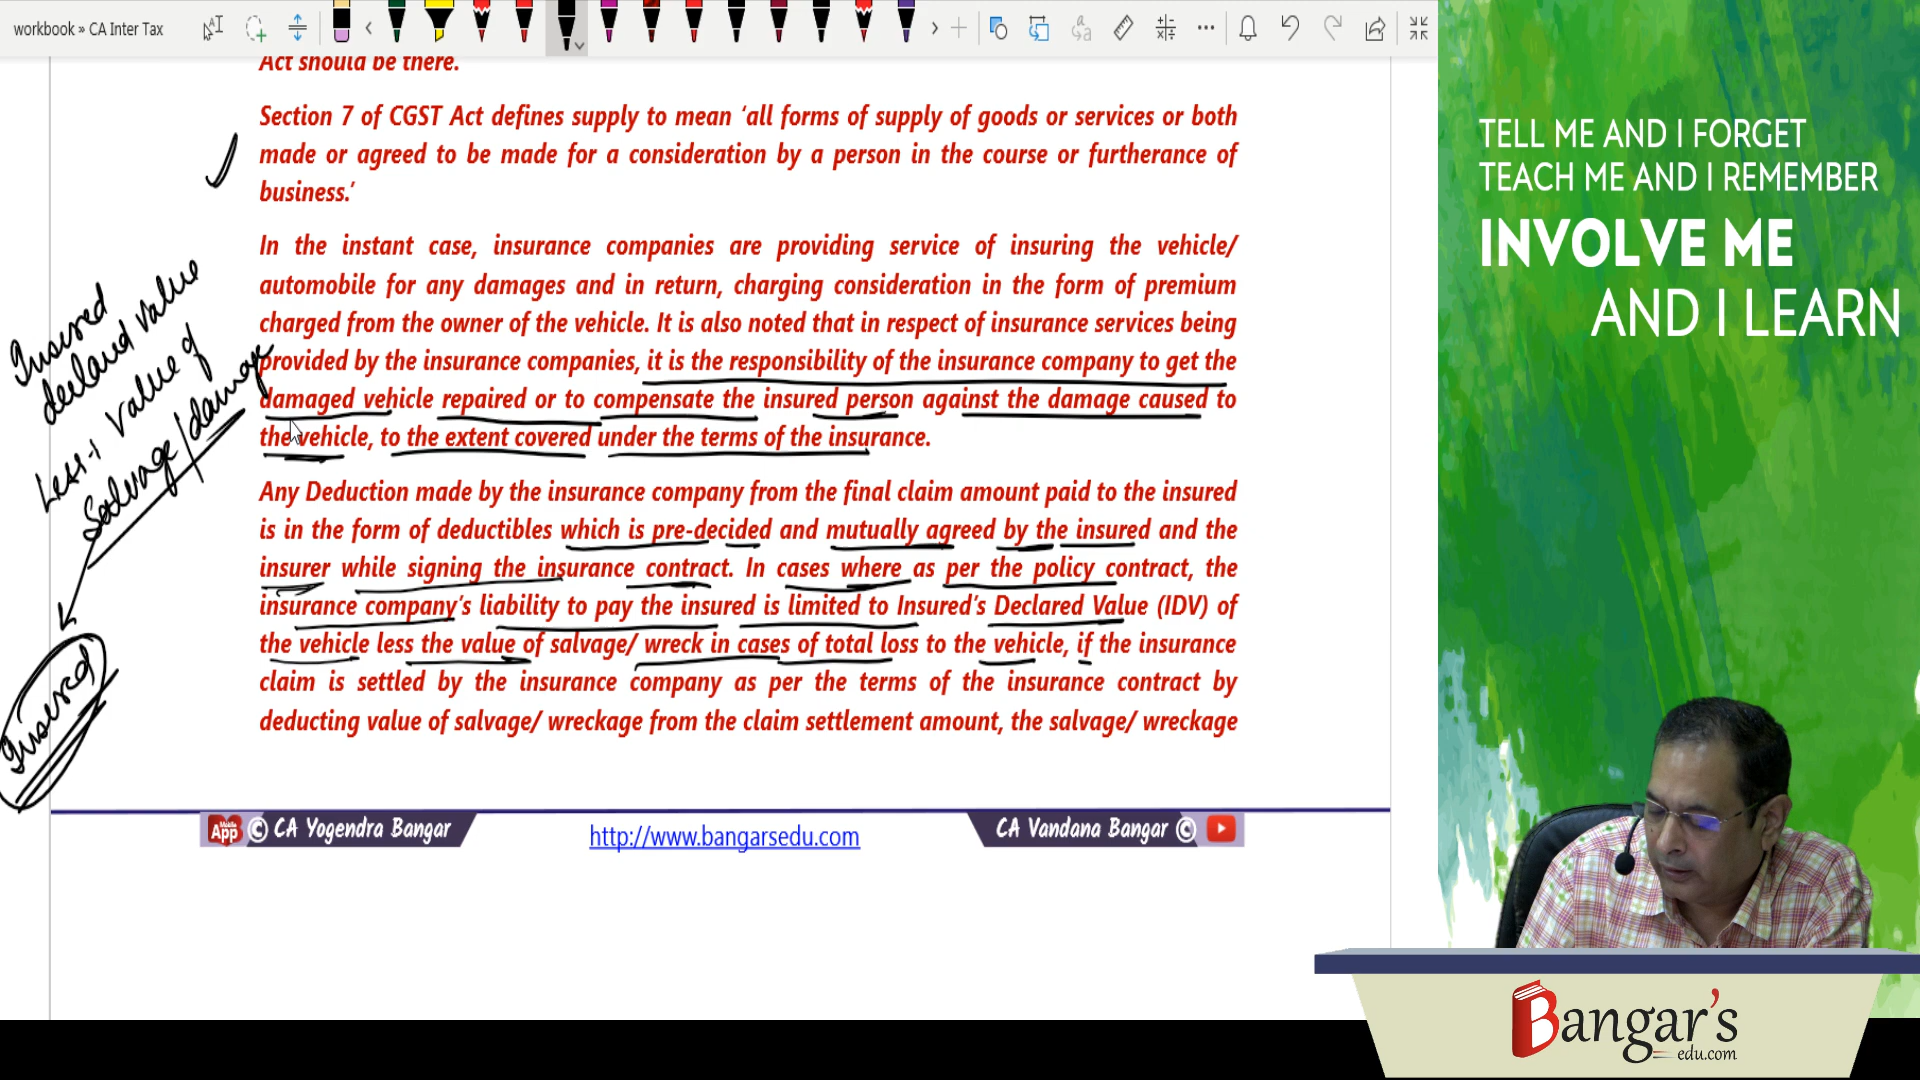 workbook » CA Inter Tax
Act should be there.
Section 7 of CGST Act defines supply to mean ‘all forms of supply of goods or services or both
made or agreed to be made for a consideration by a person in the course or furtherance of
business.’
In the instant case, insurance companies are providing service of insuring the vehicle/
automobile for any damages and in return, charging consideration in the form of premium
charged from the owner of the vehicle. It is also noted that in respect of insurance services being
provided by the insurance companies, it is the responsibility of the insurance company to get the
damaged vehicle repaired or to compensate the insured person against the damage caused to
the vehicle, to the extent covered under the terms of the insurance.
Any Deduction made by the insurance company from the final claim amount paid to the insured
is in the form of deductibles which is pre-decided and mutually agreed by the insured and the
insurer while signing the insurance contract. In cases where as per the policy contract, the
insurance company’s liability to pay the insured is limited to Insured’s Declared Value (IDV) of
the vehicle less the value of salvage/ wreck in cases of total loss to the vehicle, if the insurance
claim is settled by the insurance company as per the terms of the insurance contract by
deducting value of salvage/ wreckage from the claim settlement amount, the salvage/ wreckage
Insured
declared value
Less:- Value of
Salvage/damage
Insured
App © CA Yogendra Bangar
http://www.bangarsedu.com
CA Vandana Bangar ©
TELL ME AND I FORGET
TEACH ME AND I REMEMBER
INVOLVE ME
AND I LEARN
Bangar’s
edu.com